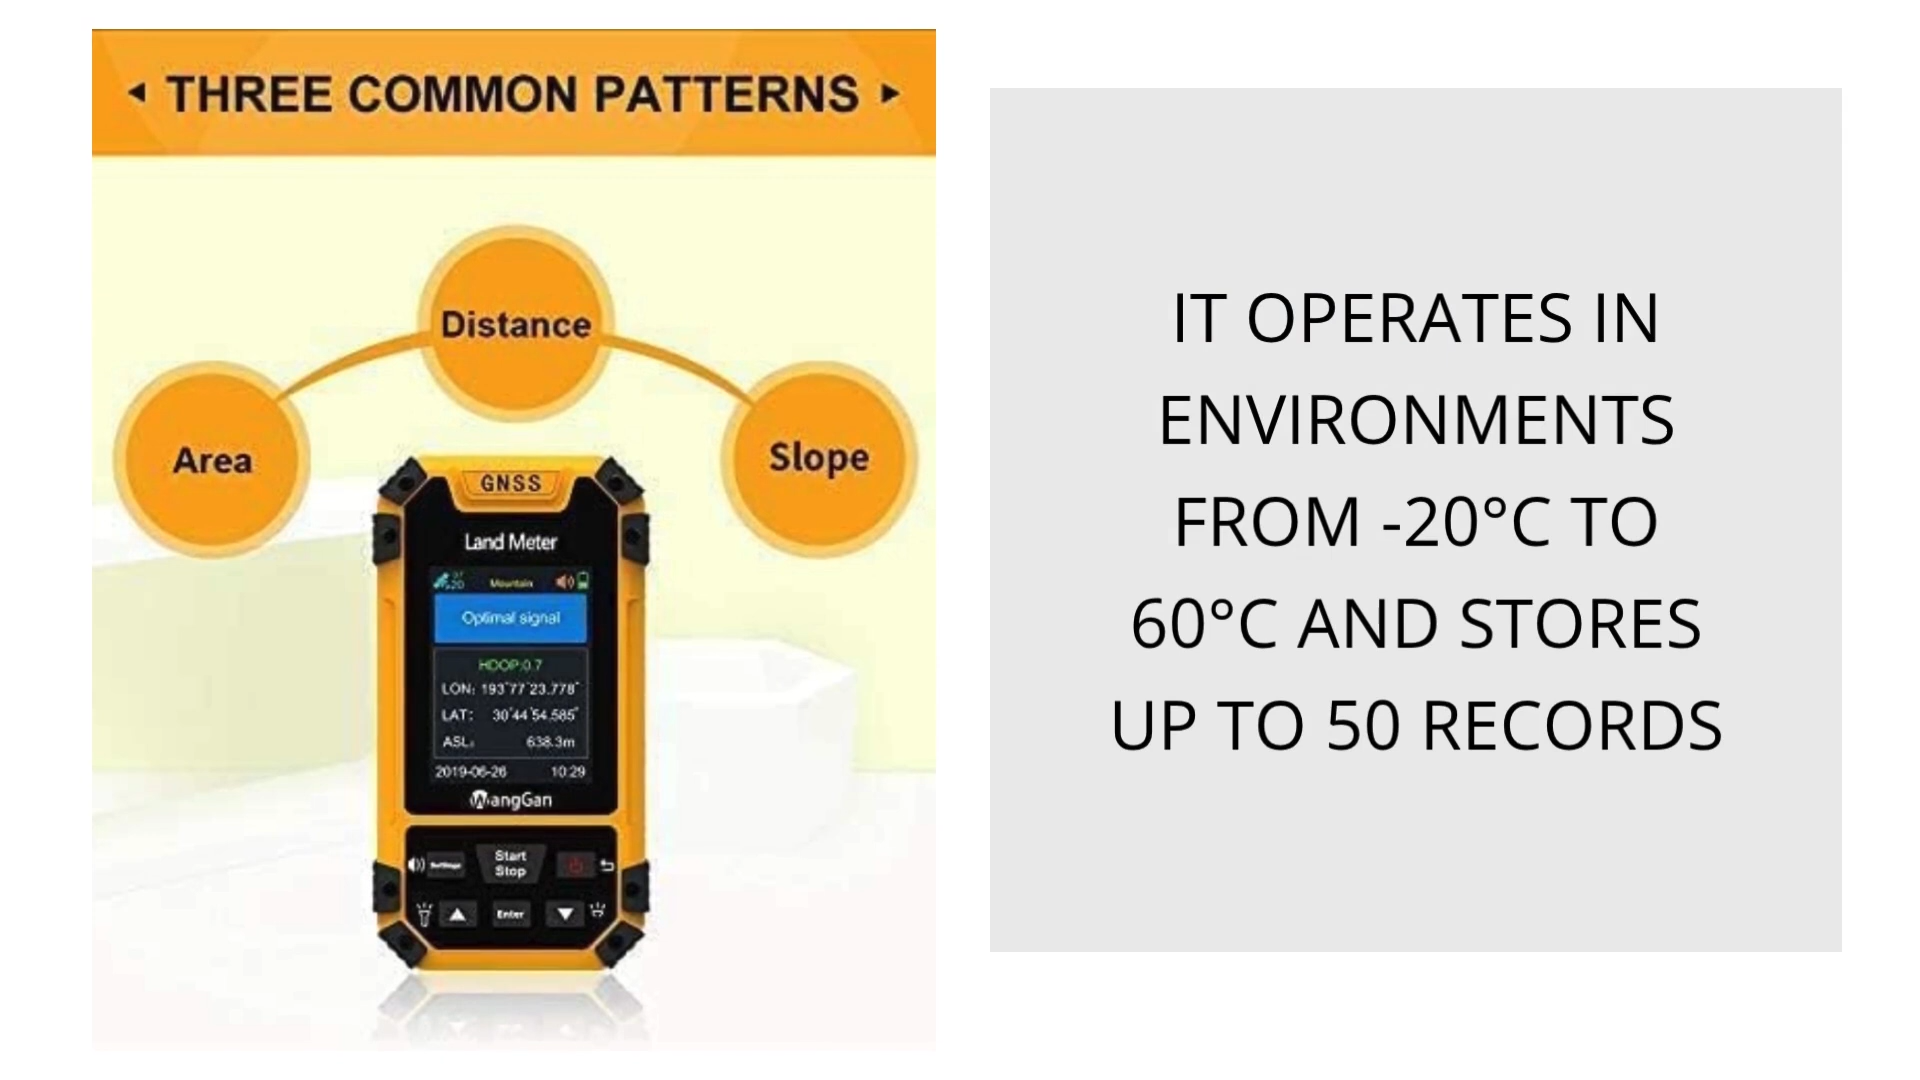 THREE COMMON PATTERNS
Distance
Area
Slope
GNSS
Land Meter
Mountain
Optimal signal
HDOP:0.7
LON: 193°77'23.778"
LAT: 30°44'54.585"
ASL: 638.3m
2019-06-26 10:29
WangGan
Settings
Start
Stop
Enter
IT OPERATES IN
ENVIRONMENTS
FROM -20°C TO
60°C AND STORES
UP TO 50 RECORDS